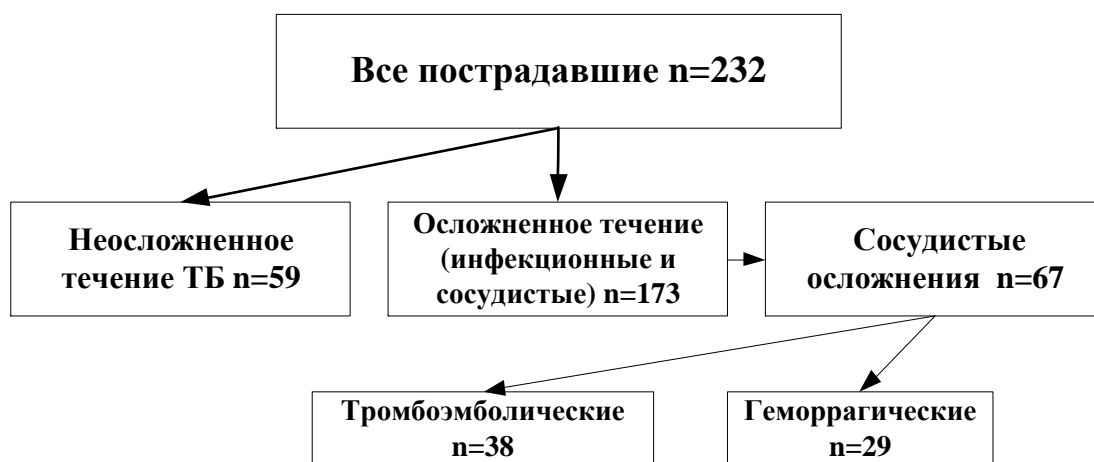 Все пострадавшие n=232
Неосложненное
течение ТБ n=59
Осложненное течение
(инфекционные и
сосудистые) n=173
Сосудистые
осложнения n=67
Тромбоэмболические
n=38
Геморрагические
n=29